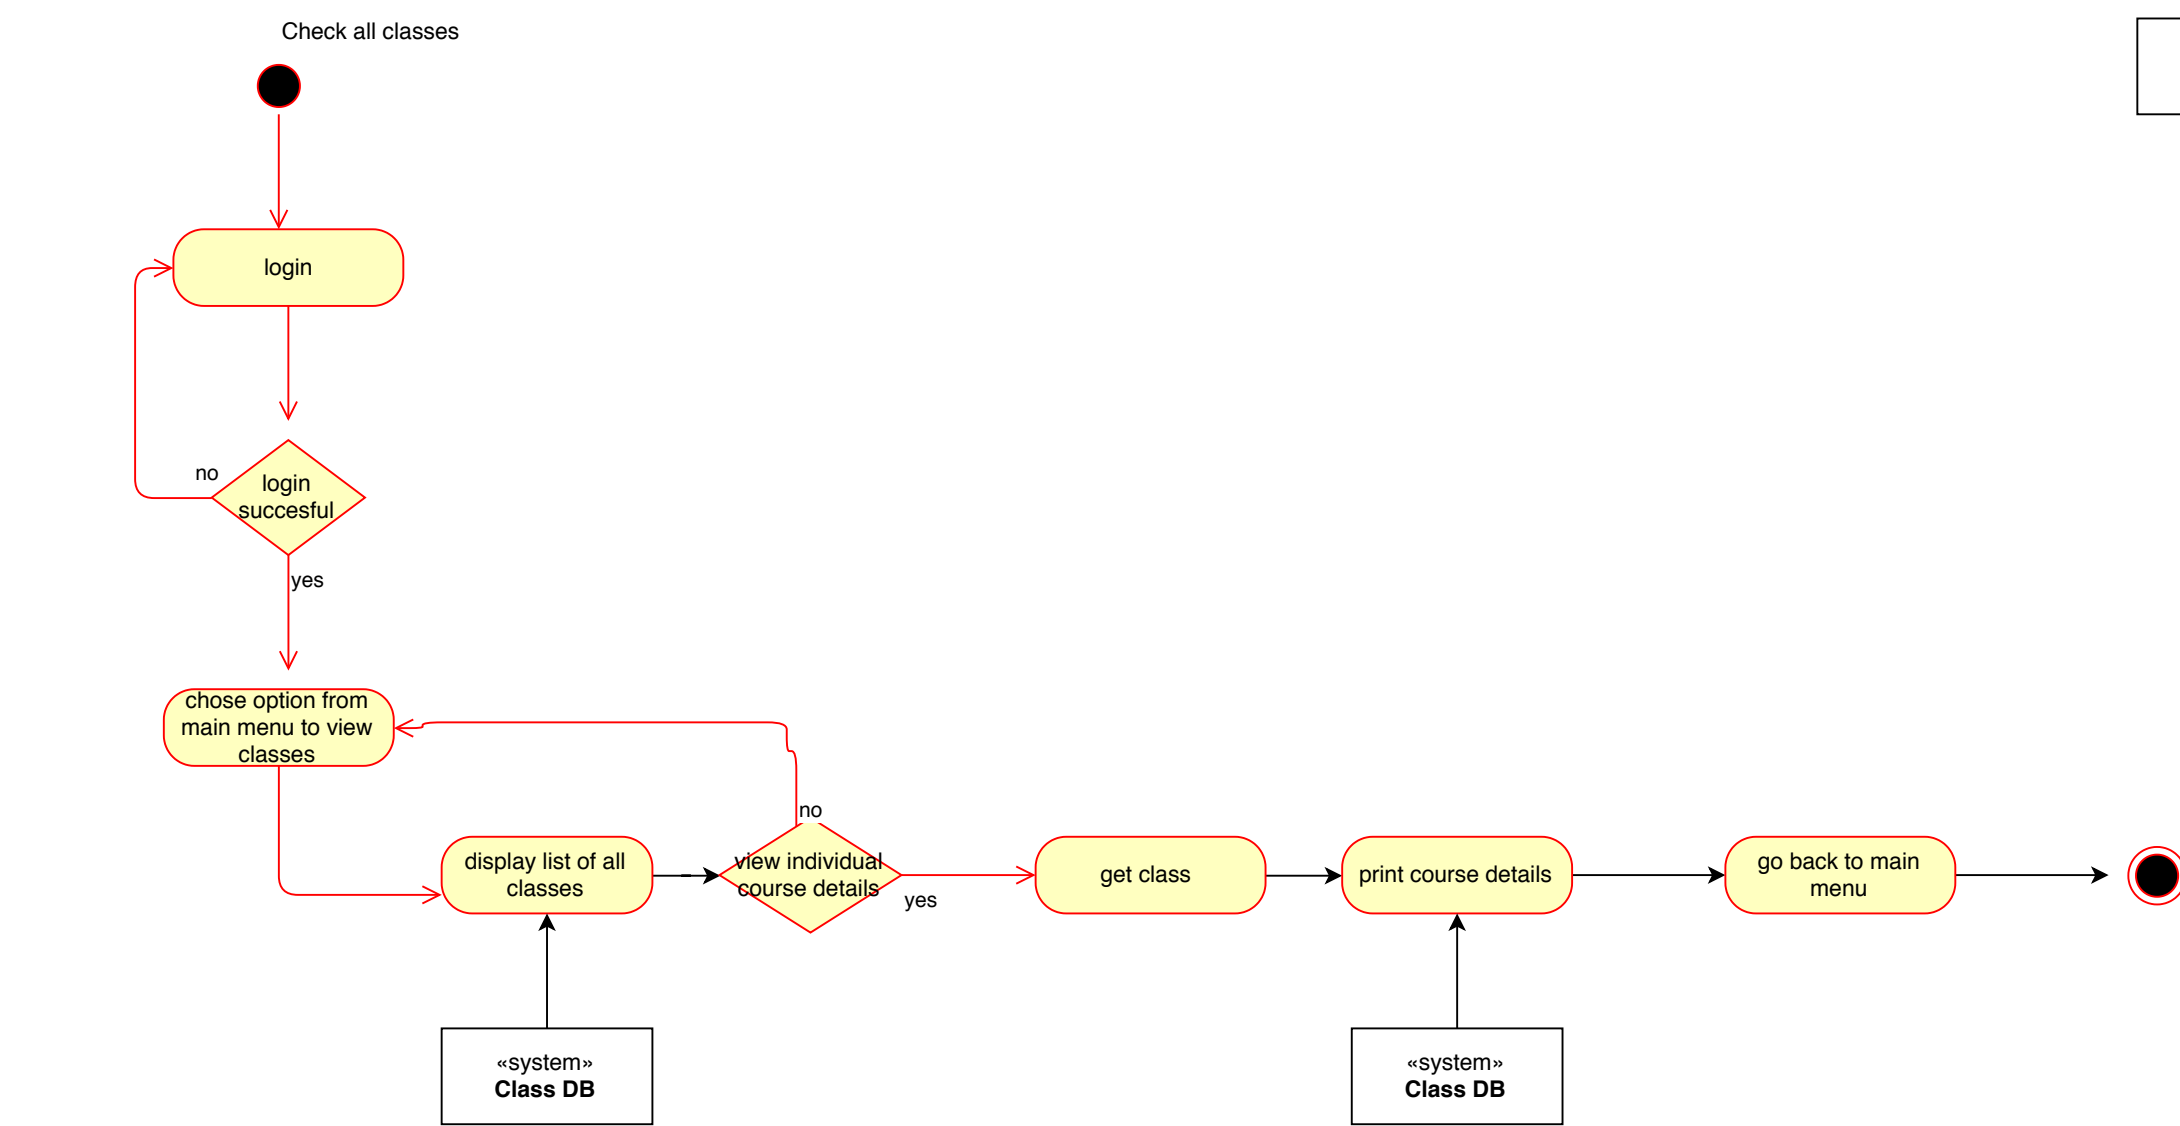 Check all classes
login
no
login
succesful
yes
chose option from
main menu to view
classes
no
display list of all
classes
view individual
course details
yes
get class
print course details
go back to main
menu
«system»
Class DB
«system»
Class DB